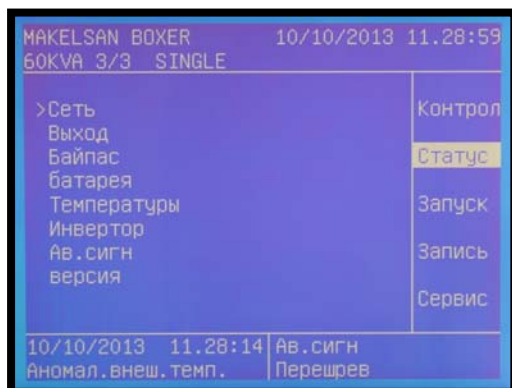 MAKELSAN BOXER 10/10/2013 11.28:59
60KVA 3/3 SINGLE
>Сеть
Выход
Байпас
батарея
Температуры
Инвертор
Ав.сигн
версия
Контрол
Статус
Запуск
Запись
Сервис
10/10/2013 11.28:14
Аномал.внеш.темп.
Ав.сигн
Перешрев